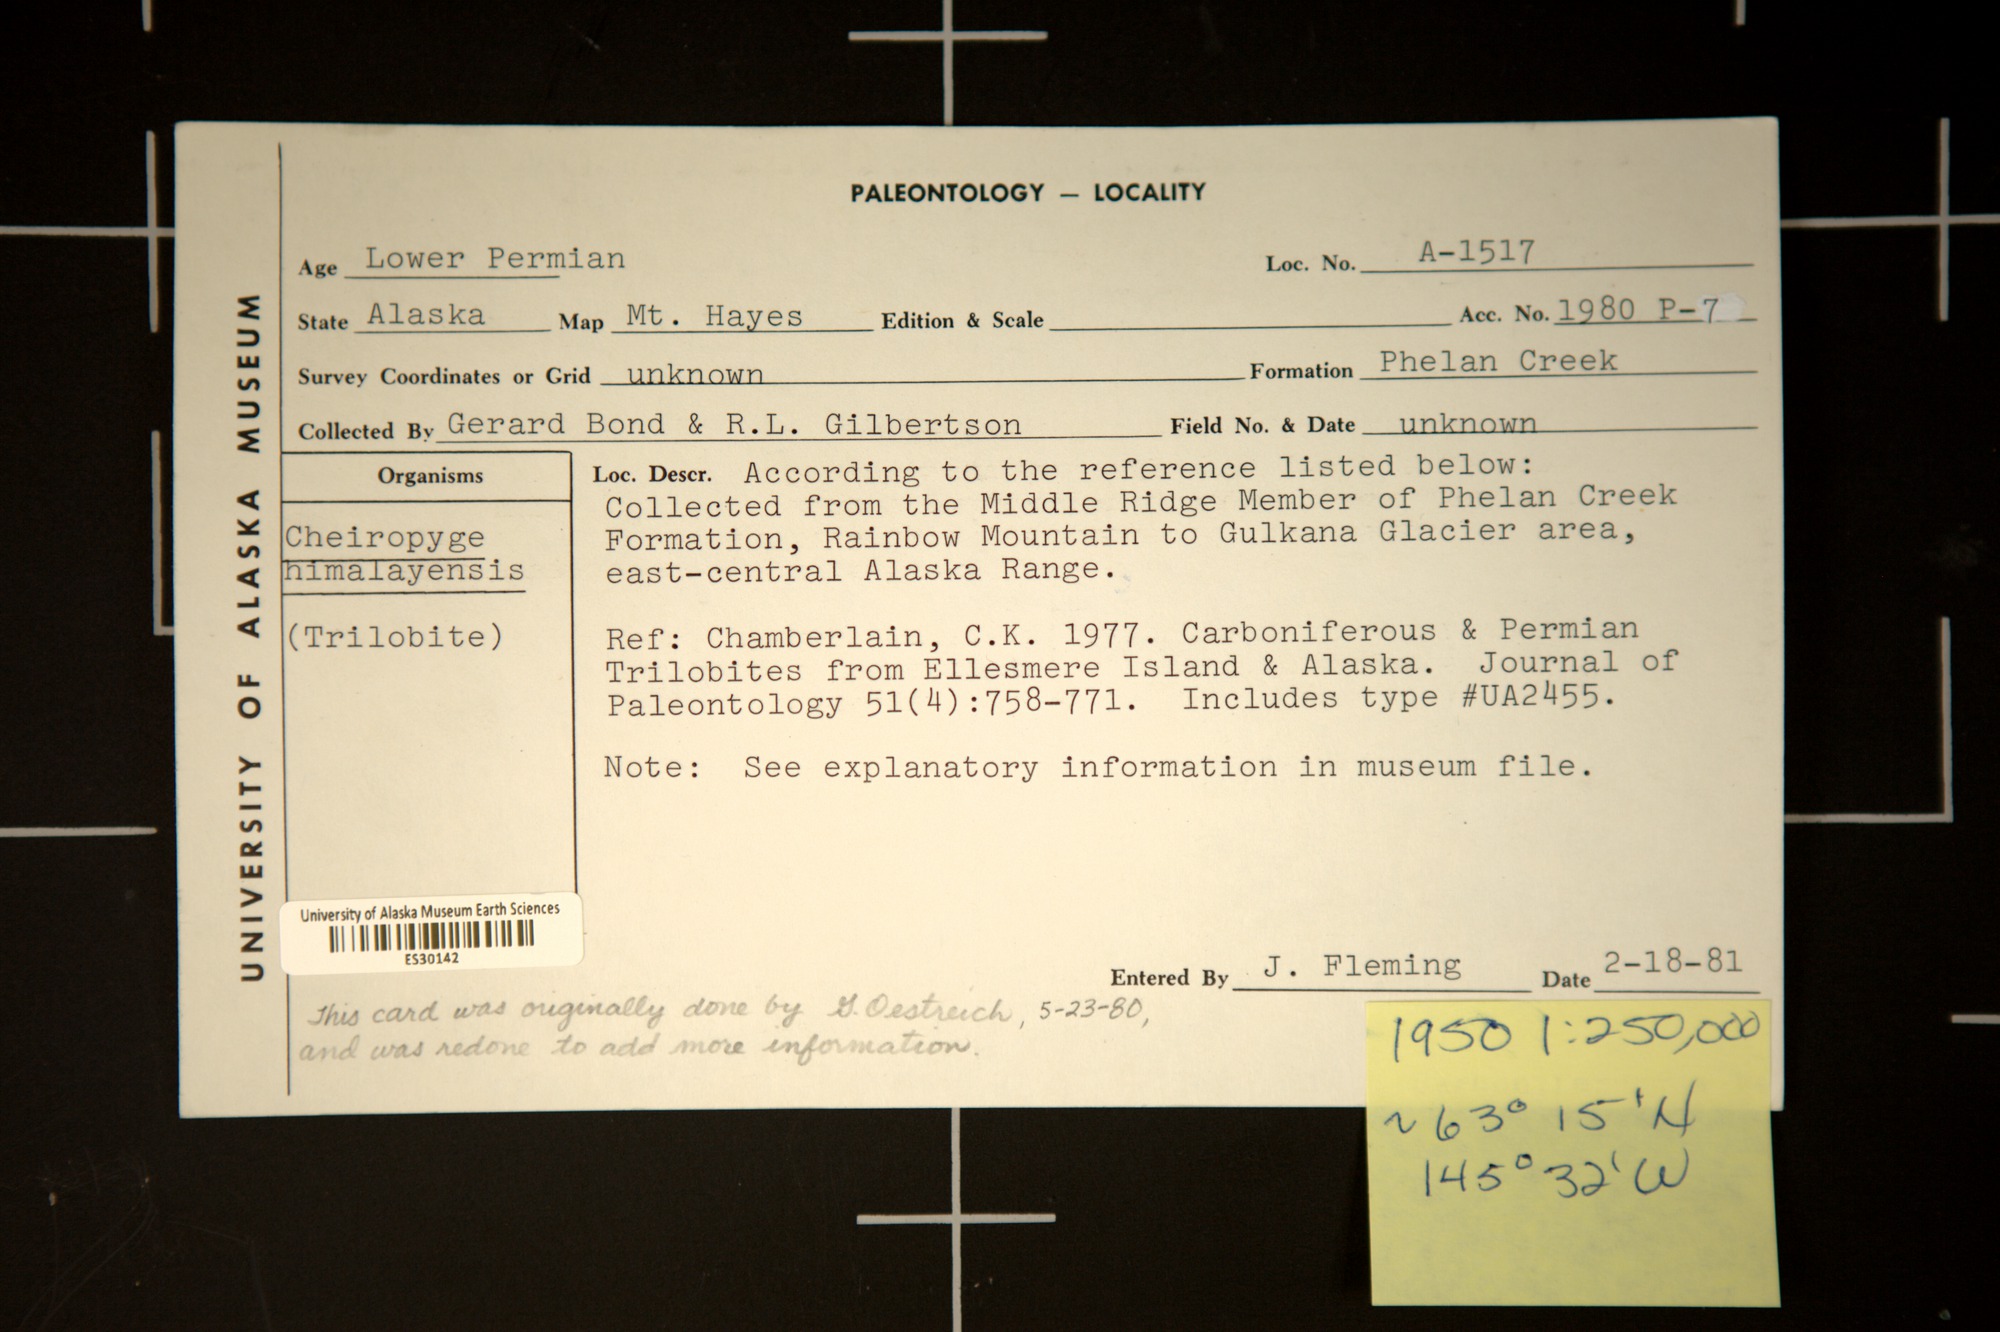 PALEONTOLOGY — LOCALITY
UNIVERSITY OF ALASKA MUSEUM
Age Lower Permian Loc. No. A-1517
State Alaska Map Mt. Hayes Edition & Scale Acc. No. 1980 P-7
Survey Coordinates or Grid unknown Formation Phelan Creek
Collected By Gerard Bond & R.L. Gilbertson Field No. & Date unknown
Organisms
Cheiropyge
himalayensis
(Trilobite)
Loc. Descr. According to the reference listed below:
Collected from the Middle Ridge Member of Phelan Creek
Formation, Rainbow Mountain to Gulkana Glacier area,
east-central Alaska Range.
Ref: Chamberlain, C.K. 1977. Carboniferous & Permian
Trilobites from Ellesmere Island & Alaska. Journal of
Paleontology 51(4):758-771. Includes type #UA2455.
Note: See explanatory information in museum file.
University of Alaska Museum Earth Sciences
ES30142
Entered By J. Fleming Date 2-18-81
This card was originally done by G. Oestreich, 5-23-80,
and was redone to add more information.
1950 1:250,000
~63° 15' N
145° 32' W